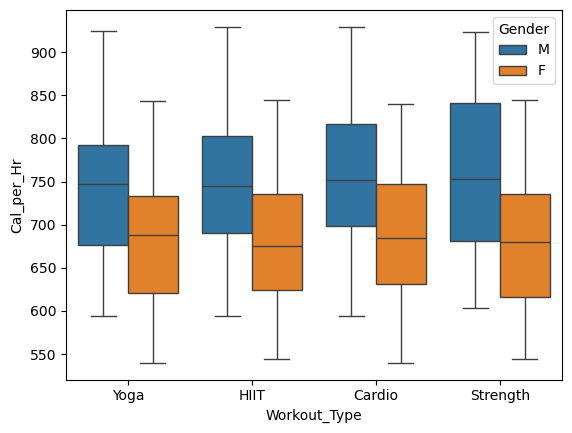 Gender
M
F
900
850
800
750
700
650
600
550
Cal_per_Hr
Yoga
HIIT
Cardio
Strength
Workout_Type